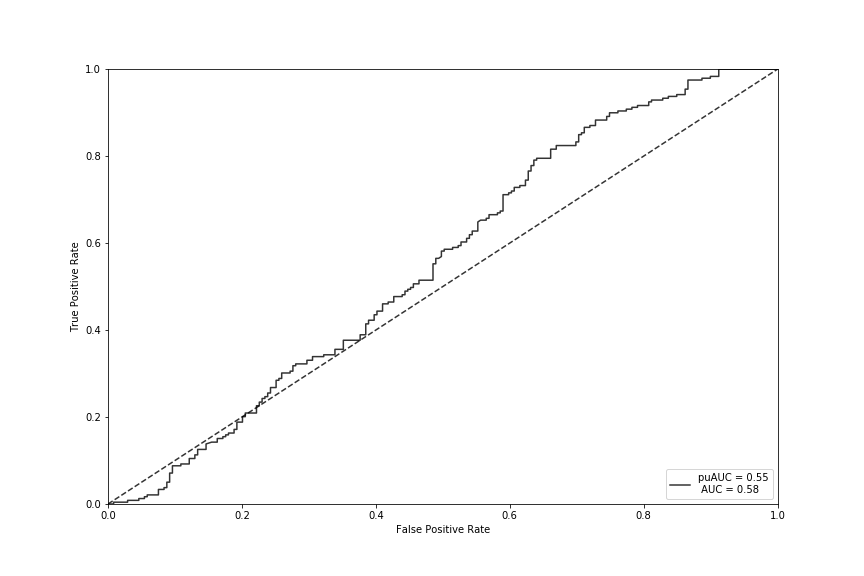 1.0
0.8
0.6
0.4
0.2
0.0
True Positive Rate
0.0 0.2 0.4 0.6 0.8 1.0
False Positive Rate
puAUC = 0.55
AUC = 0.58